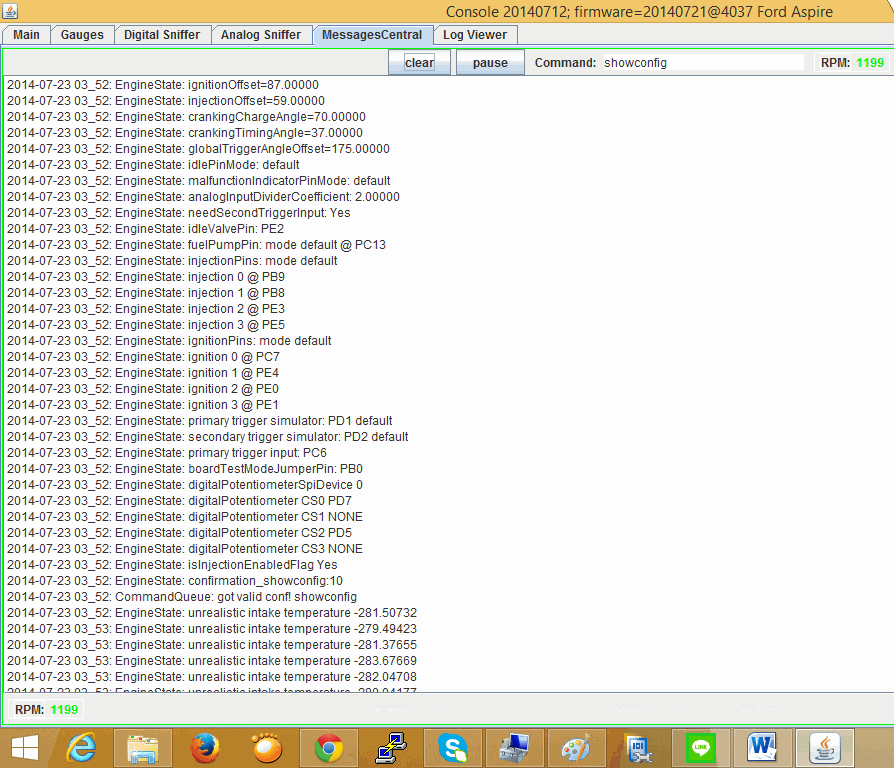 Console 20140712; firmware=20140721@4037 Ford Aspire
Main Gauges Digital Sniffer Analog Sniffer MessagesCentral Log Viewer
clear pause Command: showconfig RPM: 1199
2014-07-23 03_52: EngineState: ignitionOffset=87.00000
2014-07-23 03_52: EngineState: injectionOffset=59.00000
2014-07-23 03_52: EngineState: crankingChargeAngle=70.00000
2014-07-23 03_52: EngineState: crankingTimingAngle=37.00000
2014-07-23 03_52: EngineState: globalTriggerAngleOffset=175.00000
2014-07-23 03_52: EngineState: idlePinMode: default
2014-07-23 03_52: EngineState: malfunctionIndicatorPinMode: default
2014-07-23 03_52: EngineState: analogInputDividerCoefficient: 2.00000
2014-07-23 03_52: EngineState: needSecondTriggerInput: Yes
2014-07-23 03_52: EngineState: idleValvePin: PE2
2014-07-23 03_52: EngineState: fuelPumpPin: mode default @ PC13
2014-07-23 03_52: EngineState: injectionPins: mode default
2014-07-23 03_52: EngineState: injection 0 @ PB9
2014-07-23 03_52: EngineState: injection 1 @ PB8
2014-07-23 03_52: EngineState: injection 2 @ PE3
2014-07-23 03_52: EngineState: injection 3 @ PE5
2014-07-23 03_52: EngineState: ignitionPins: mode default
2014-07-23 03_52: EngineState: ignition 0 @ PC7
2014-07-23 03_52: EngineState: ignition 1 @ PE4
2014-07-23 03_52: EngineState: ignition 2 @ PE0
2014-07-23 03_52: EngineState: ignition 3 @ PE1
2014-07-23 03_52: EngineState: primary trigger simulator: PD1 default
2014-07-23 03_52: EngineState: secondary trigger simulator: PD2 default
2014-07-23 03_52: EngineState: primary trigger input: PC6
2014-07-23 03_52: EngineState: boardTestModeJumperPin: PB0
2014-07-23 03_52: EngineState: digitalPotentiometerSpiDevice 0
2014-07-23 03_52: EngineState: digitalPotentiometer CS0 PD7
2014-07-23 03_52: EngineState: digitalPotentiometer CS1 NONE
2014-07-23 03_52: EngineState: digitalPotentiometer CS2 PD5
2014-07-23 03_52: EngineState: digitalPotentiometer CS3 NONE
2014-07-23 03_52: EngineState: isInjectionEnabledFlag Yes
2014-07-23 03_52: EngineState: confirmation_showconfig:10
2014-07-23 03_52: CommandQueue: got valid conf! showconfig
2014-07-23 03_52: EngineState: unrealistic intake temperature -281.50732
2014-07-23 03_53: EngineState: unrealistic intake temperature -279.49423
2014-07-23 03_53: EngineState: unrealistic intake temperature -281.37655
2014-07-23 03_53: EngineState: unrealistic intake temperature -283.67669
2014-07-23 03_53: EngineState: unrealistic intake temperature -282.04708
2014-07-23 03_53: EngineState: unrealistic intake temperature
RPM: 1199
LINE